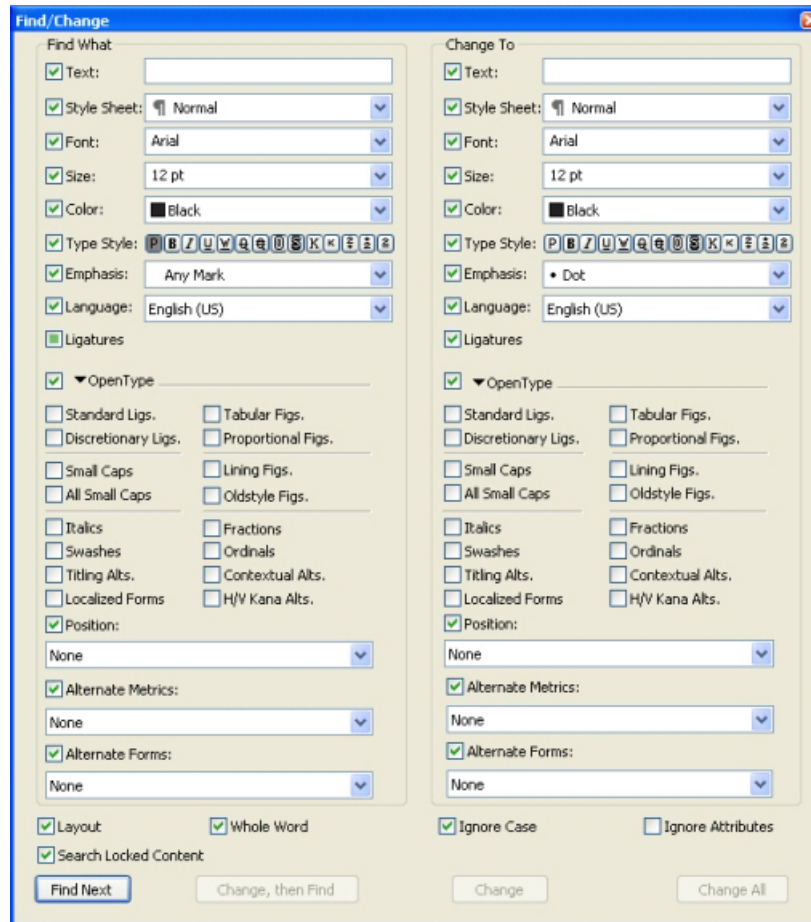 Find/Change
Find What
Text:
Style Sheet: ¶ Normal
Font: Arial
Size: 12 pt
Color: Black
Type Style: P B I U W Q Q O S K K 2 2 2
Emphasis: Any Mark
Language: English (US)
Ligatures
OpenType
Standard Ligs. Tabular Figs.
Discretionary Ligs. Proportional Figs.
Small Caps Lining Figs.
All Small Caps Oldstyle Figs.
Italics Fractions
Swashes Ordinals
Titling Alts. Contextual Alts.
Localized Forms H/V Kana Alts.
Position:
None
Alternate Metrics:
None
Alternate Forms:
None
Change To
Text:
Style Sheet: ¶ Normal
Font: Arial
Size: 12 pt
Color: Black
Type Style: P B I U W Q Q O S K K 2 2 2
Emphasis: • Dot
Language: English (US)
Ligatures
OpenType
Standard Ligs. Tabular Figs.
Discretionary Ligs. Proportional Figs.
Small Caps Lining Figs.
All Small Caps Oldstyle Figs.
Italics Fractions
Swashes Ordinals
Titling Alts. Contextual Alts.
Localized Forms H/V Kana Alts.
Position:
None
Alternate Metrics:
None
Alternate Forms:
None
Layout Whole Word Ignore Case Ignore Attributes
Search Locked Content
Find Next Change, then Find Change Change All